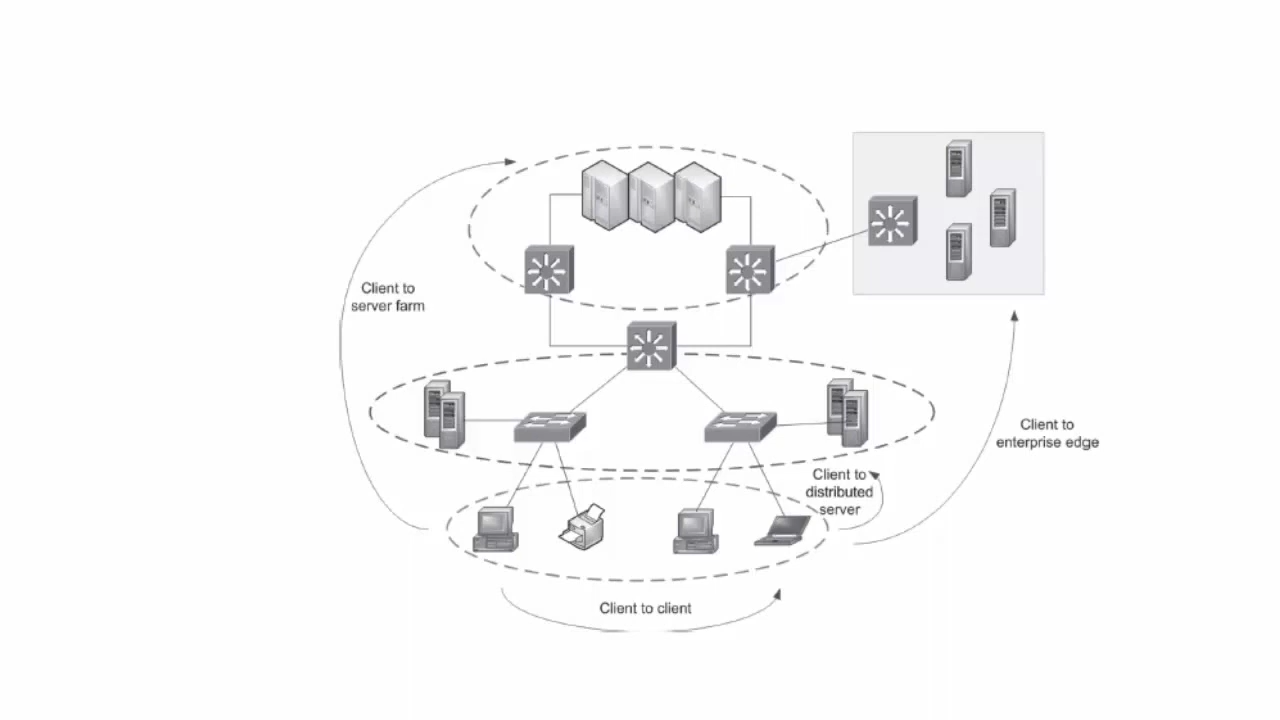 Client to
server farm
Client to
enterprise edge
Client to
distributed
server
Client to client